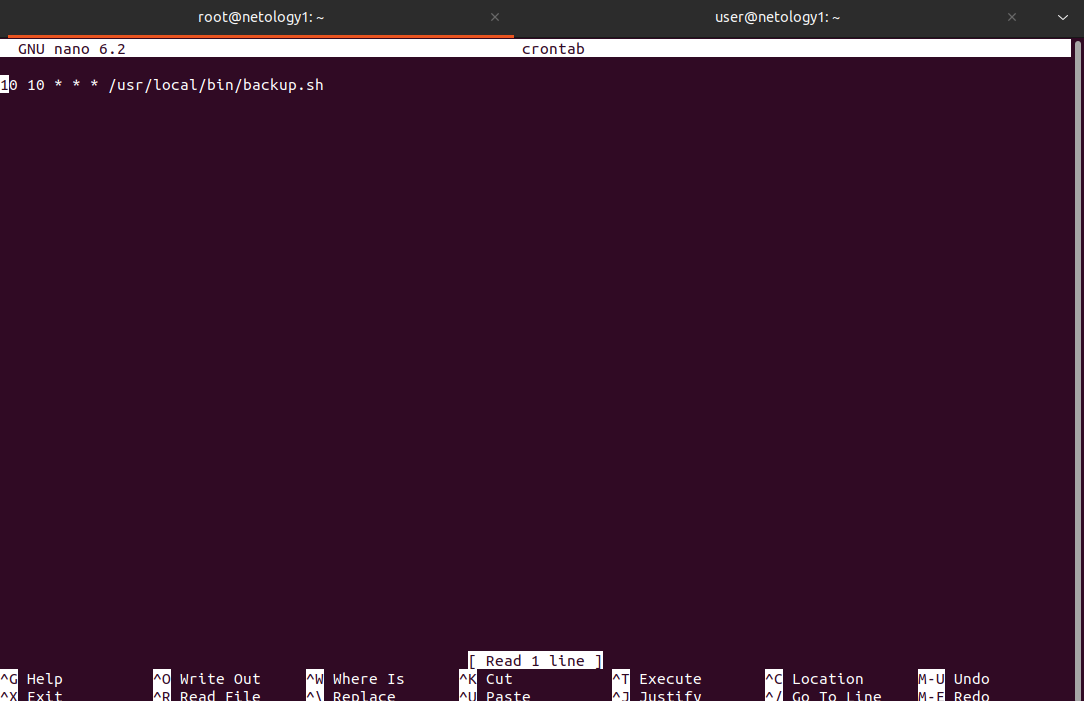 root@netology1: ~ × user@netology1: ~ ×
GNU nano 6.2 crontab
10 10 * * * /usr/local/bin/backup.sh
[ Read 1 line ]
^G Help ^O Write Out ^W Where Is ^K Cut ^T Execute ^C Location M-U Undo
^X Exit ^R Read File ^\ Replace ^U Paste ^J Justify ^/ Go To Line M-E Redo